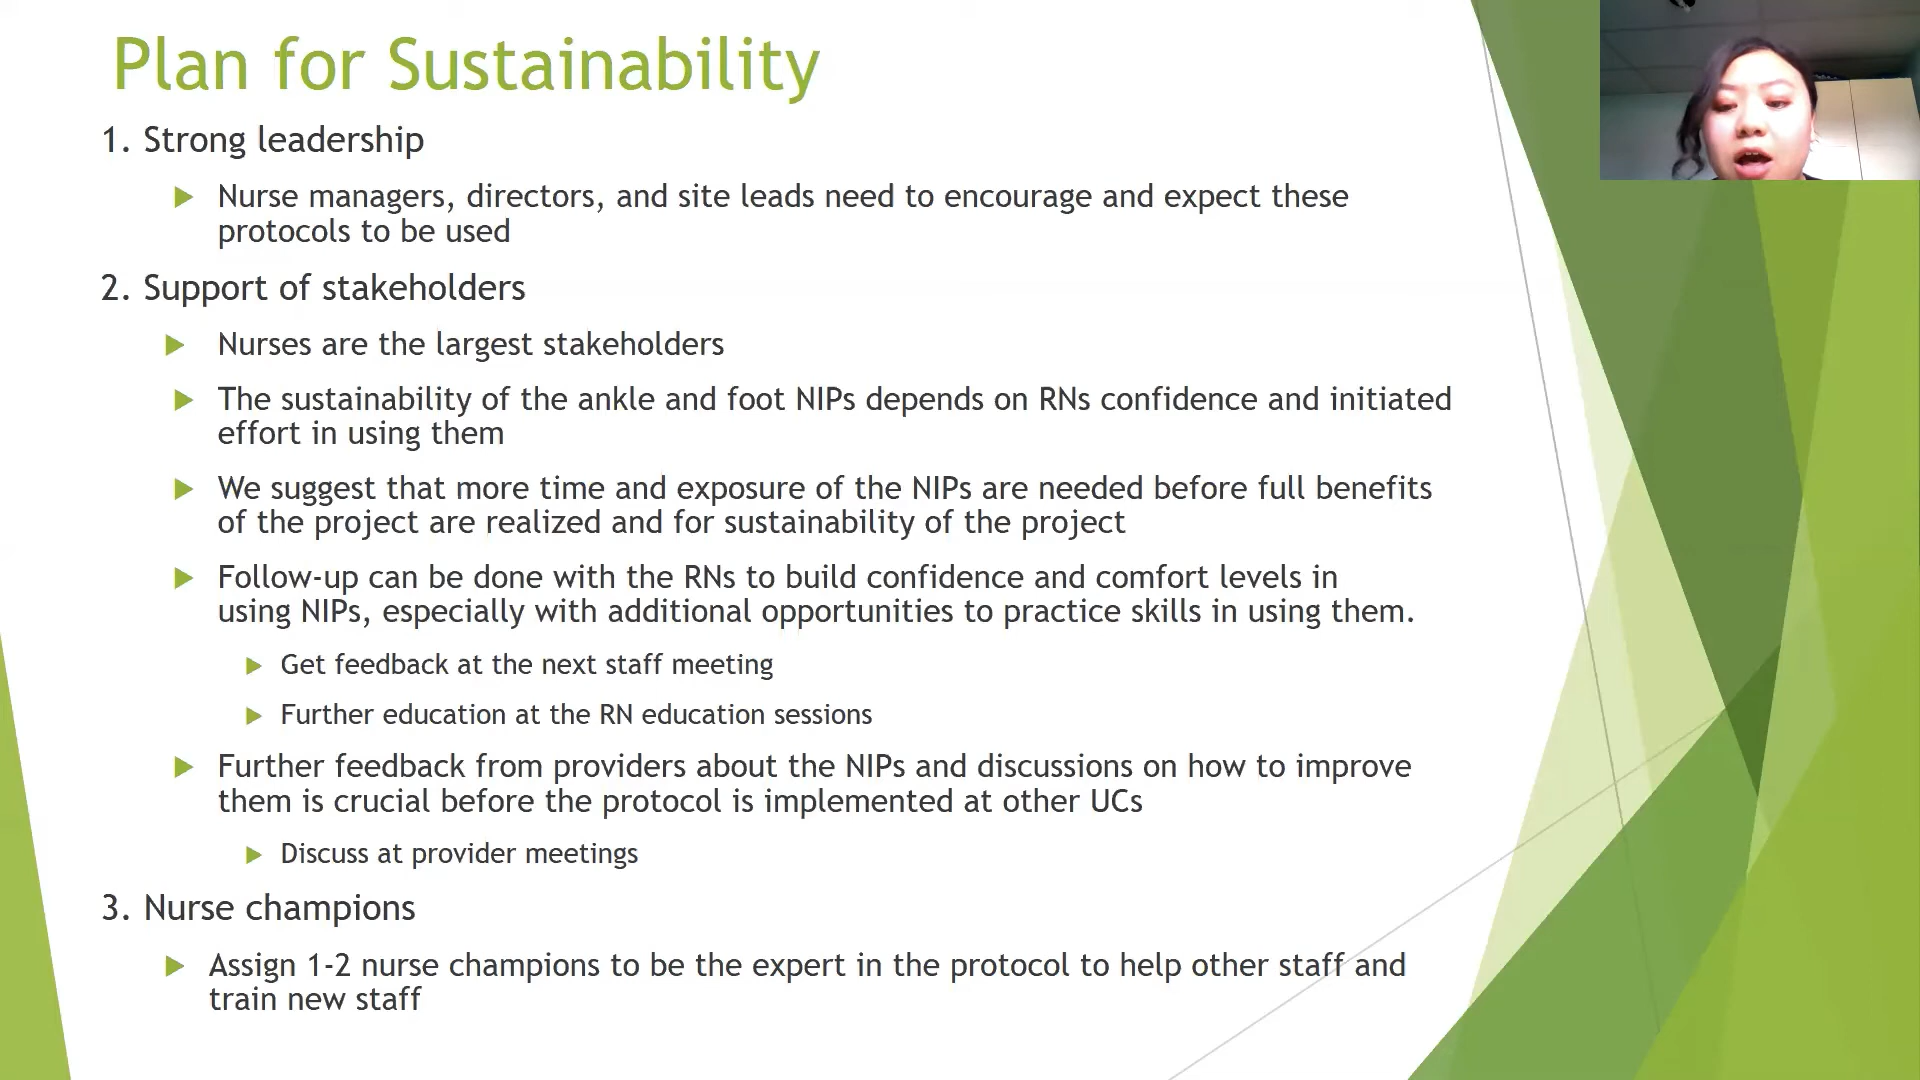 Plan for Sustainability
1. Strong leadership
Nurse managers, directors, and site leads need to encourage and expect these
protocols to be used
2. Support of stakeholders
Nurses are the largest stakeholders
The sustainability of the ankle and foot NIPs depends on RNs confidence and initiated
effort in using them
We suggest that more time and exposure of the NIPs are needed before full benefits
of the project are realized and for sustainability of the project
Follow-up can be done with the RNs to build confidence and comfort levels in
using NIPs, especially with additional opportunities to practice skills in using them.
Get feedback at the next staff meeting
Further education at the RN education sessions
Further feedback from providers about the NIPs and discussions on how to improve
them is crucial before the protocol is implemented at other UCs
Discuss at provider meetings
3. Nurse champions
Assign 1-2 nurse champions to be the expert in the protocol to help other staff and
train new staff